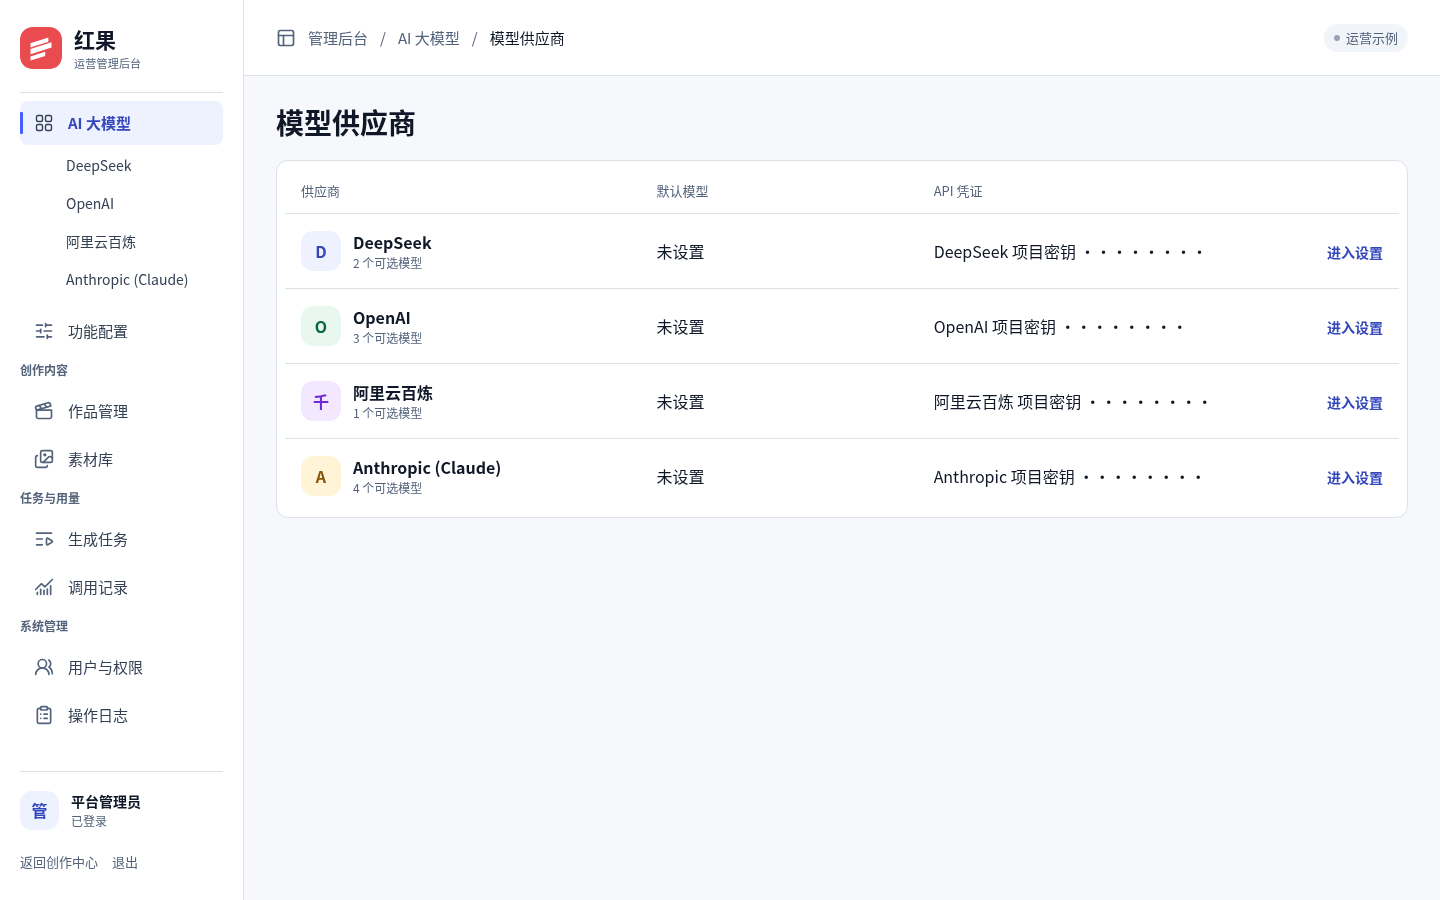 红果
运营管理后台
AI 大模型
DeepSeek
OpenAI
阿里云百炼
Anthropic (Claude)
功能配置
创作内容
作品管理
素材库
任务与用量
生成任务
调用记录
系统管理
用户与权限
操作日志
管
平台管理员
已登录
返回创作中心 退出
管理后台 / AI 大模型 / 模型供应商
运营示例
模型供应商
供应商 默认模型 API 凭证
D DeepSeek 未设置 DeepSeek 项目密钥 • • • • • • • • 进入设置
2 个可选模型
O OpenAI 未设置 OpenAI 项目密钥 • • • • • • • • 进入设置
3 个可选模型
千 阿里云百炼 未设置 阿里云百炼 项目密钥 • • • • • • • • 进入设置
1 个可选模型
A Anthropic (Claude) 未设置 Anthropic 项目密钥 • • • • • • • • 进入设置
4 个可选模型